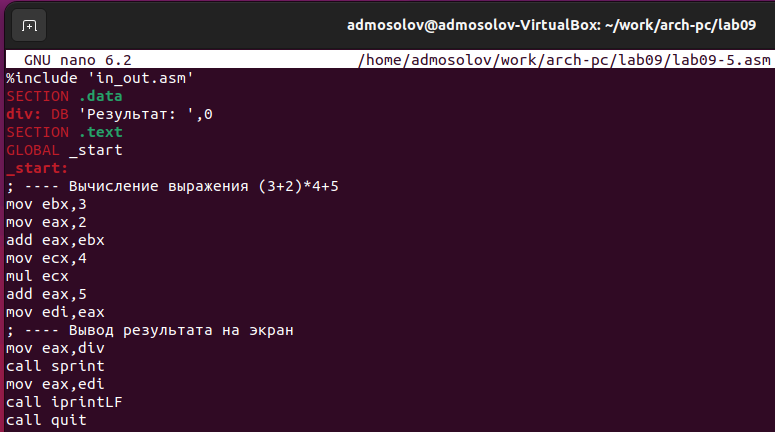 admosolov@admosolov-VirtualBox: ~/work/arch-pc/lab09
GNU nano 6.2 /home/admosolov/work/arch-pc/lab09/lab09-5.asm
%include 'in_out.asm'
SECTION .data
div: DB 'Результат: ',0
SECTION .text
GLOBAL _start
_start:
; ---- Вычисление выражения (3+2)*4+5
mov ebx,3
mov eax,2
add eax,ebx
mov ecx,4
mul ecx
add eax,5
mov edi,eax
; ---- Вывод результата на экран
mov eax,div
call sprint
mov eax,edi
call iprintLF
call quit